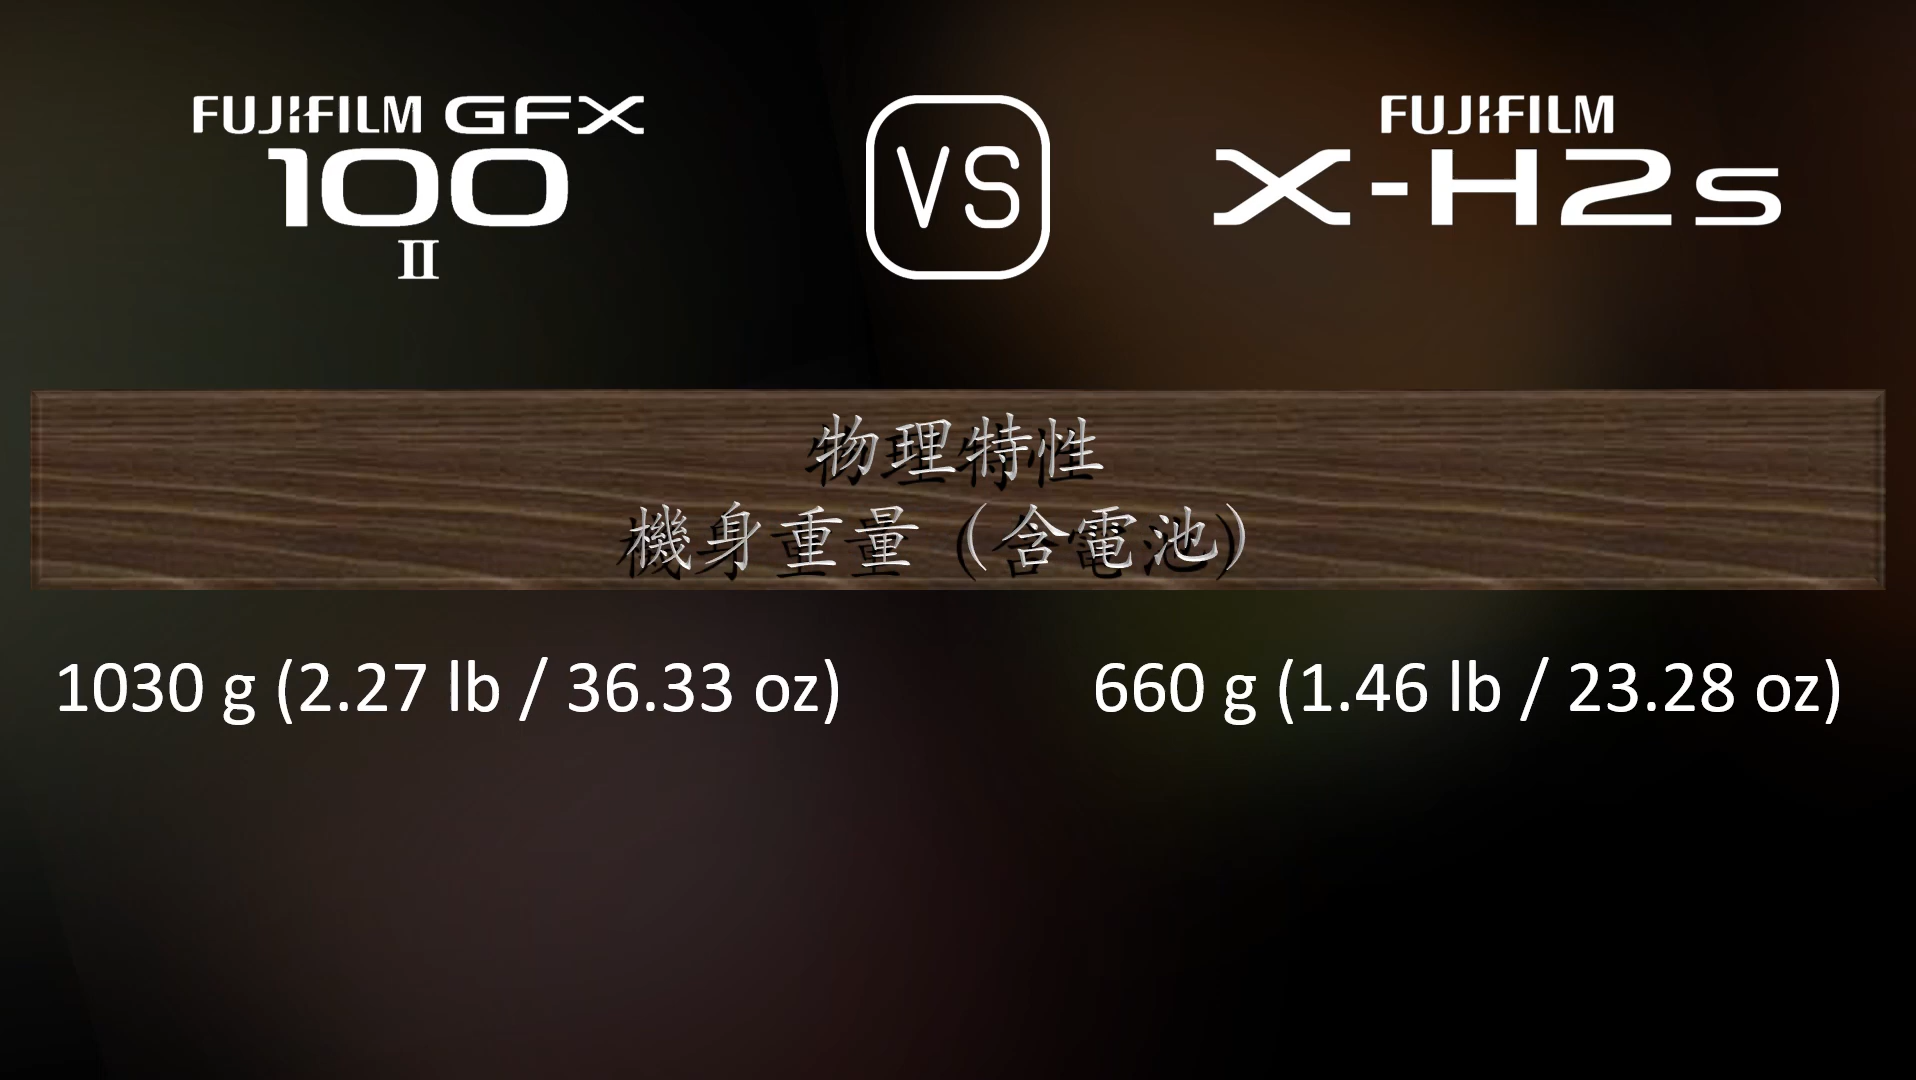 FUJIFILM GFX
100
II
VS
FUJIFILM
X-H2s
物理特性
機身重量（含電池）
1030 g (2.27 lb / 36.33 oz)
660 g (1.46 lb / 23.28 oz)